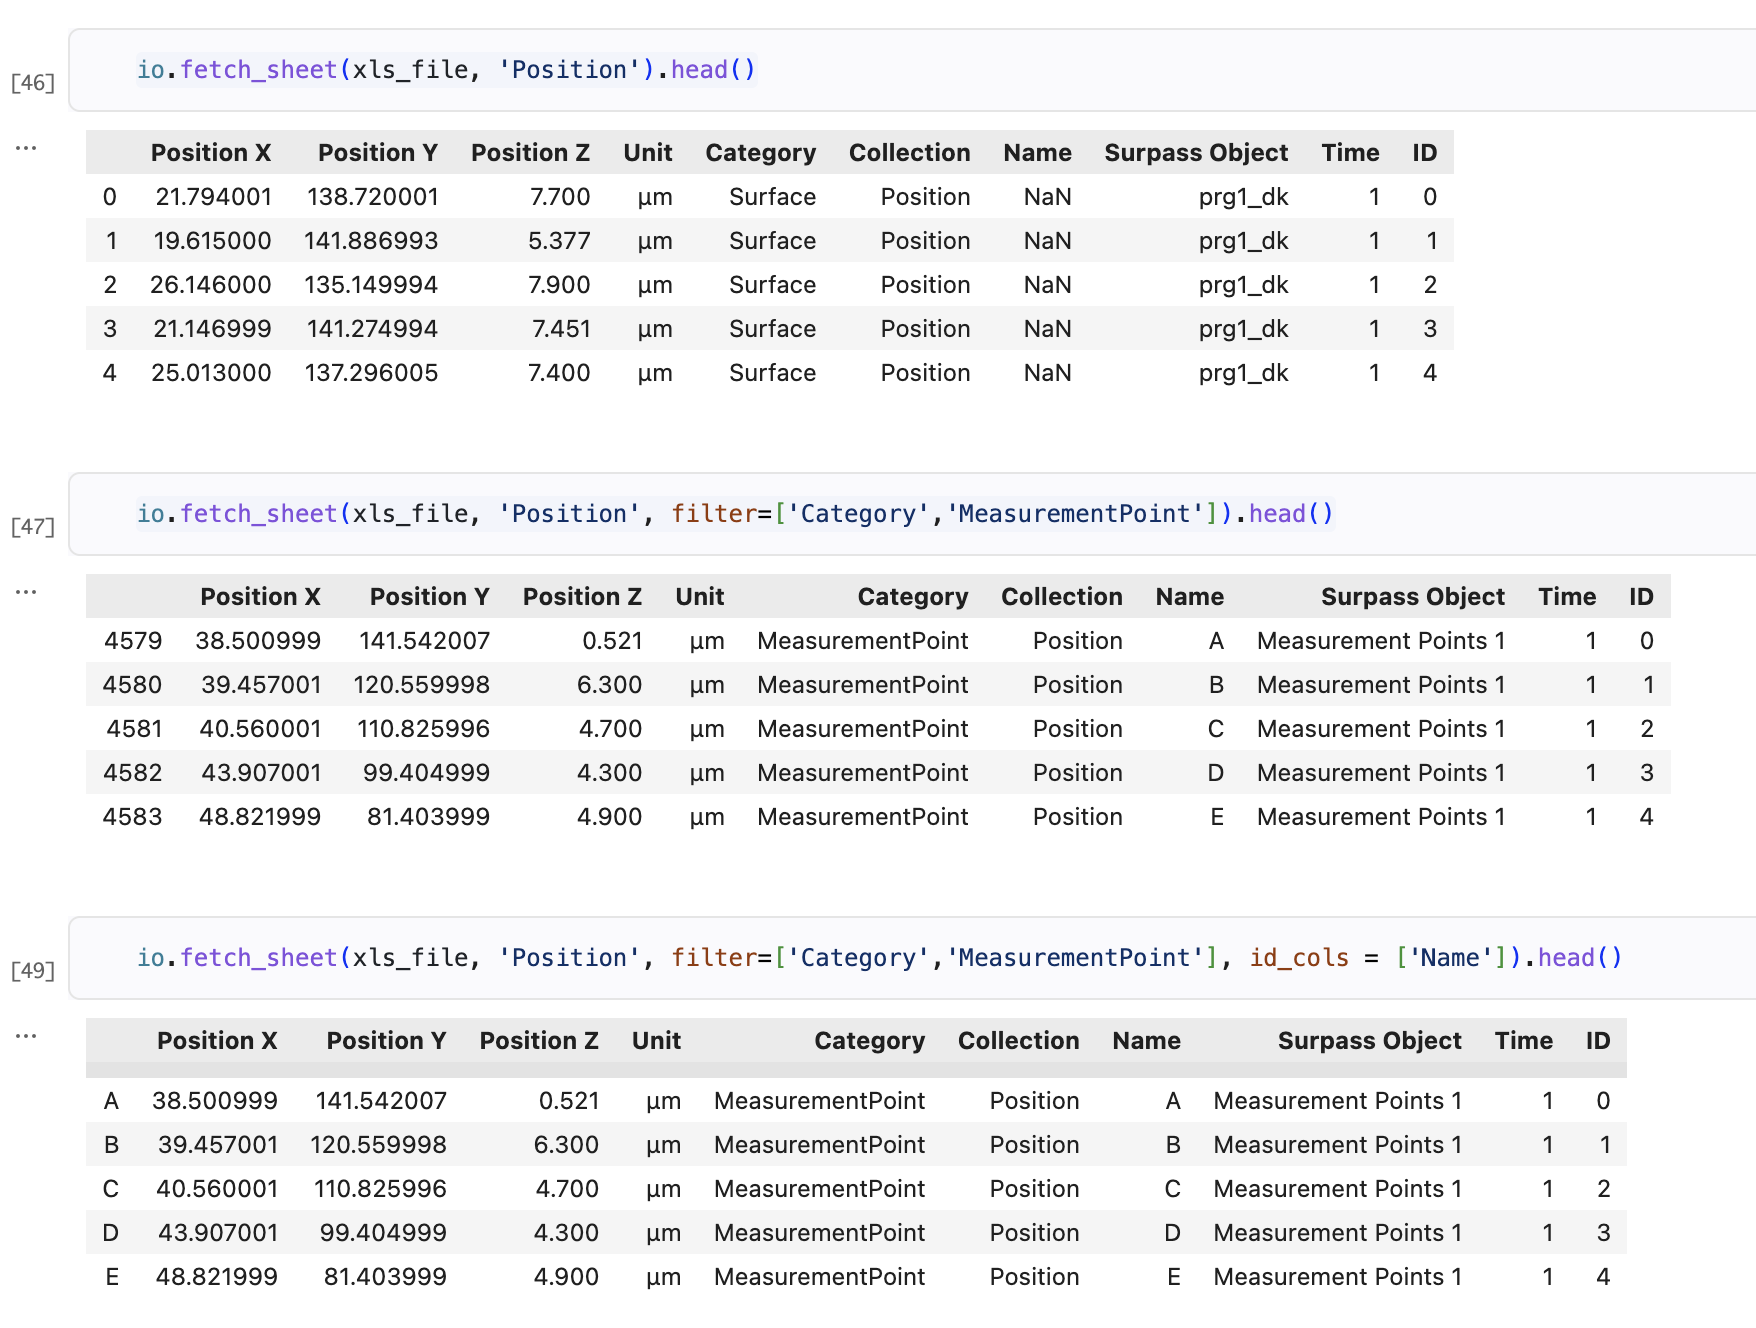 [46]
io.fetch_sheet(xls_file, 'Position').head()
...
Position X Position Y Position Z Unit Category Collection Name Surpass Object Time ID
0 21.794001 138.720001 7.700 µm Surface Position NaN prg1_dk 1 0
1 19.615000 141.886993 5.377 µm Surface Position NaN prg1_dk 1 1
2 26.146000 135.149994 7.900 µm Surface Position NaN prg1_dk 1 2
3 21.146999 141.274994 7.451 µm Surface Position NaN prg1_dk 1 3
4 25.013000 137.296005 7.400 µm Surface Position NaN prg1_dk 1 4
[47]
io.fetch_sheet(xls_file, 'Position', filter=['Category','MeasurementPoint']).head()
...
Position X Position Y Position Z Unit Category Collection Name Surpass Object Time ID
4579 38.500999 141.542007 0.521 µm MeasurementPoint Position A Measurement Points 1 1 0
4580 39.457001 120.559998 6.300 µm MeasurementPoint Position B Measurement Points 1 1 1
4581 40.560001 110.825996 4.700 µm MeasurementPoint Position C Measurement Points 1 1 2
4582 43.907001 99.404999 4.300 µm MeasurementPoint Position D Measurement Points 1 1 3
4583 48.821999 81.403999 4.900 µm MeasurementPoint Position E Measurement Points 1 1 4
[49]
io.fetch_sheet(xls_file, 'Position', filter=['Category','MeasurementPoint'], id_cols = ['Name']).head()
...
Position X Position Y Position Z Unit Category Collection Name Surpass Object Time ID
A 38.500999 141.542007 0.521 µm MeasurementPoint Position A Measurement Points 1 1 0
B 39.457001 120.559998 6.300 µm MeasurementPoint Position B Measurement Points 1 1 1
C 40.560001 110.825996 4.700 µm MeasurementPoint Position C Measurement Points 1 1 2
D 43.907001 99.404999 4.300 µm MeasurementPoint Position D Measurement Points 1 1 3
E 48.821999 81.403999 4.900 µm MeasurementPoint Position E Measurement Points 1 1 4